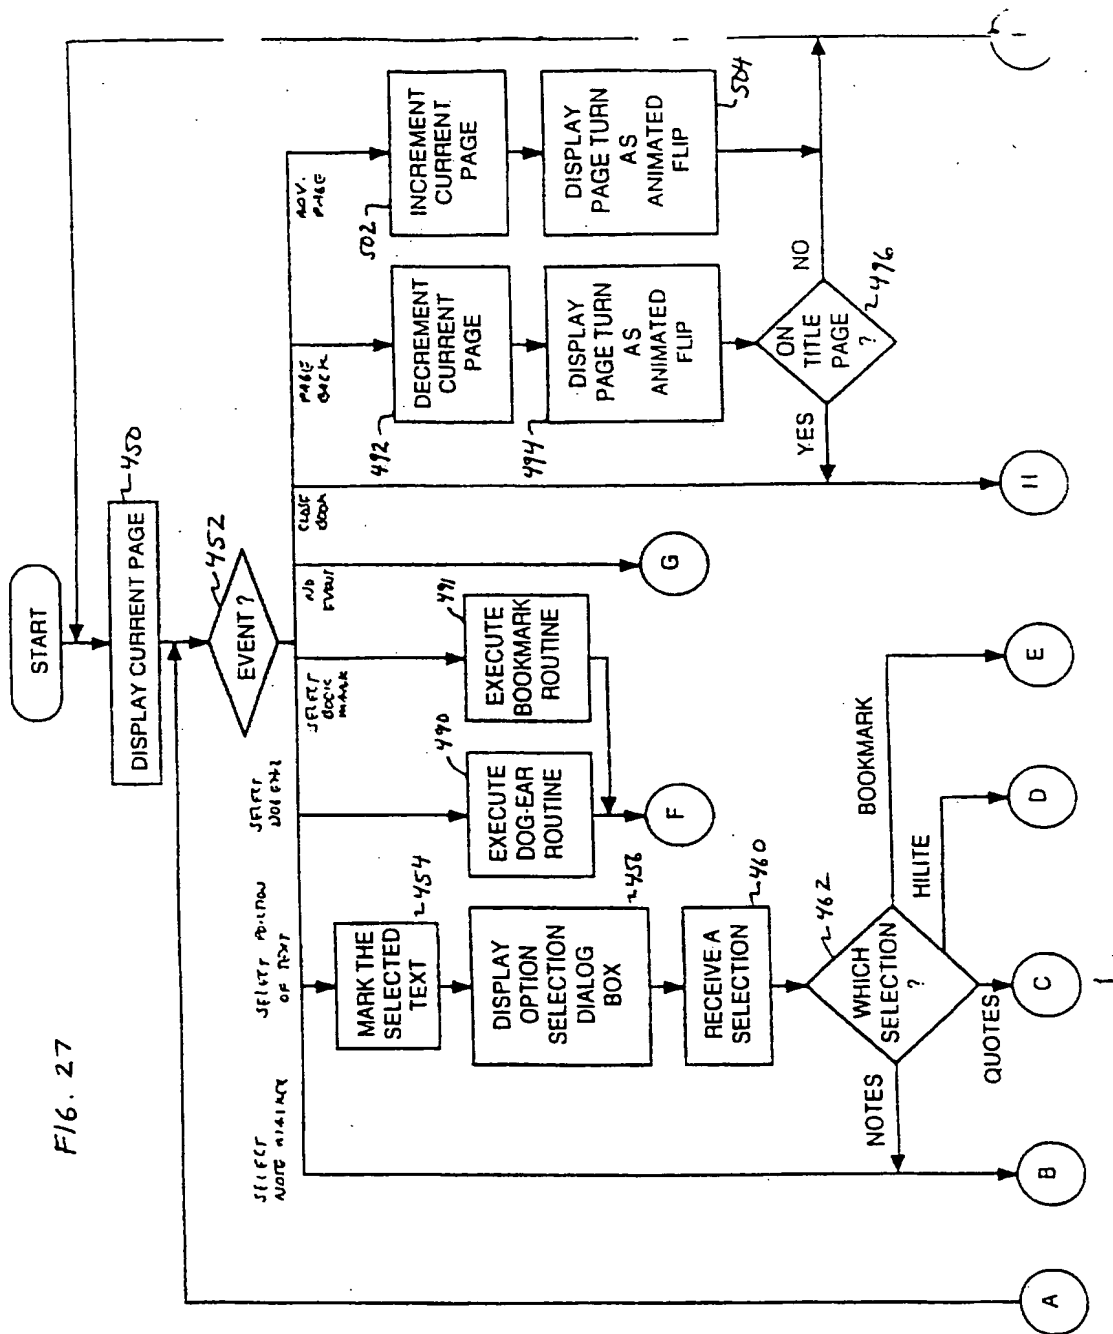 FIG. 27
START
DISPLAY CURRENT PAGE
450
EVENT ?
452
SELECT
NOTE
SELECT PORTION
OF TEXT
SELECT
DOG EAR
SELECT
BOOK
MARK
NO
EVENT
CLOSE
BOOK
PAGE
BACK
ADV.
PAGE
MARK THE
SELECTED
TEXT
454
DISPLAY
OPTION
SELECTION
DIALOG
BOX
456
RECEIVE A
SELECTION
460
WHICH
SELECTION
?
462
NOTES
QUOTES
HILITE
BOOKMARK
EXECUTE
DOG-EAR
ROUTINE
490
EXECUTE
BOOKMARK
ROUTINE
491
F
G
DECREMENT
CURRENT
PAGE
492
DISPLAY
PAGE TURN
AS
ANIMATED
FLIP
494
ON
TITLE
PAGE
?
496
YES
NO
INCREMENT
CURRENT
PAGE
502
DISPLAY
PAGE TURN
AS
ANIMATED
FLIP
504
A
B
C
D
E
H
I